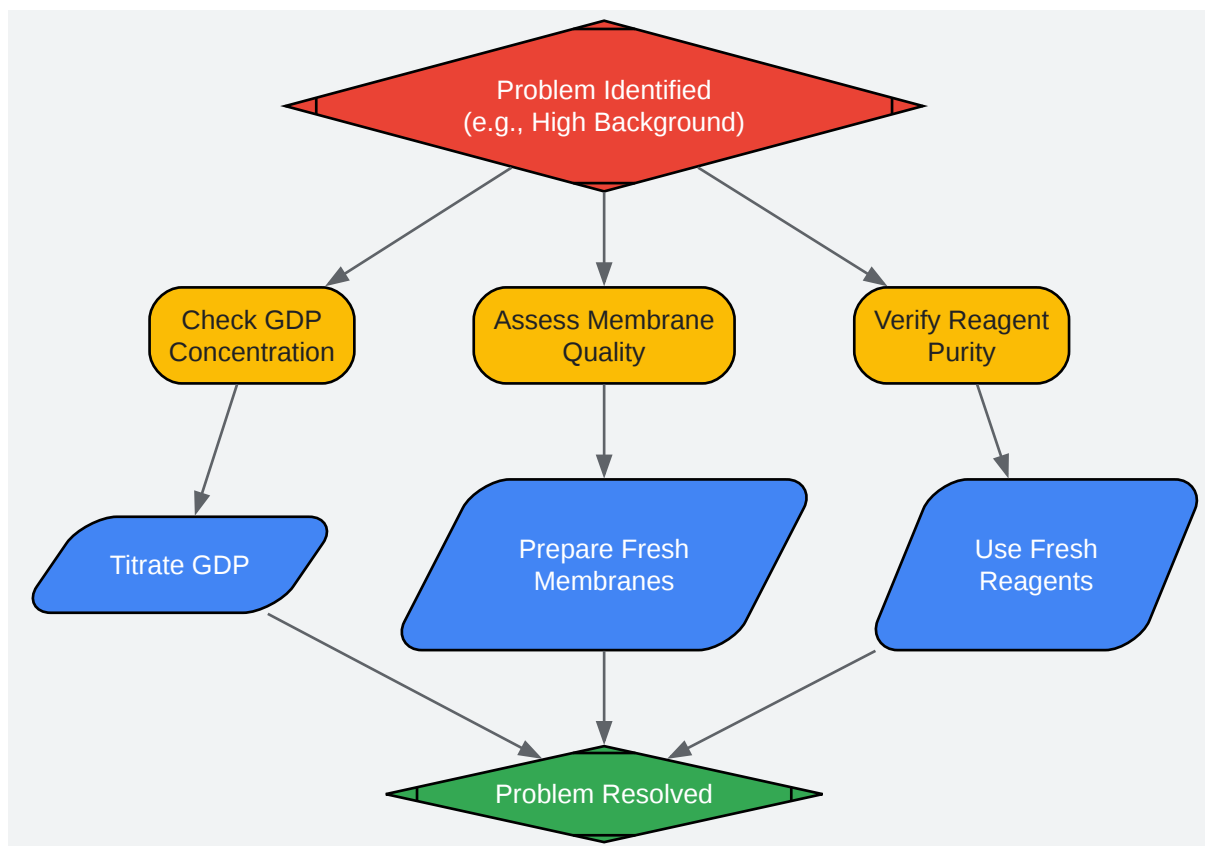 Problem Identified
(e.g., High Background)
Check GDP
Concentration
Assess Membrane
Quality
Verify Reagent
Purity
Titrate GDP
Prepare Fresh
Membranes
Use Fresh
Reagents
Problem Resolved